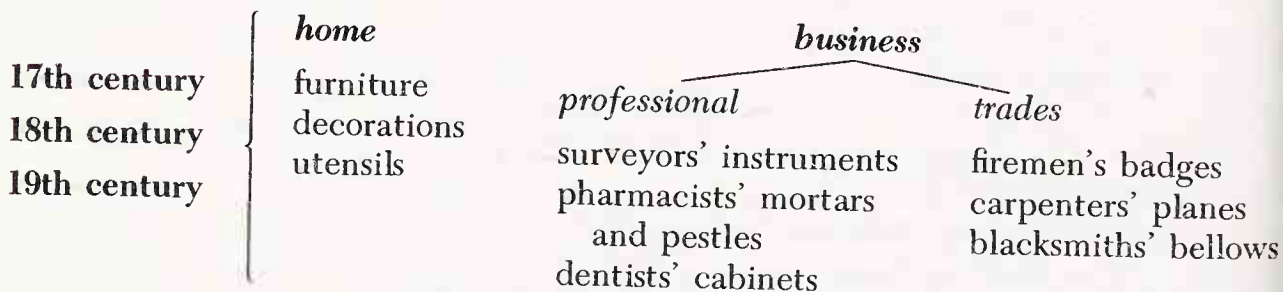 17th century
18th century
19th century
home
furniture
decorations
utensils
business
professional
surveyors' instruments
pharmacists' mortars
and pestles
dentists' cabinets
trades
firemen's badges
carpenters' planes
blacksmiths' bellows